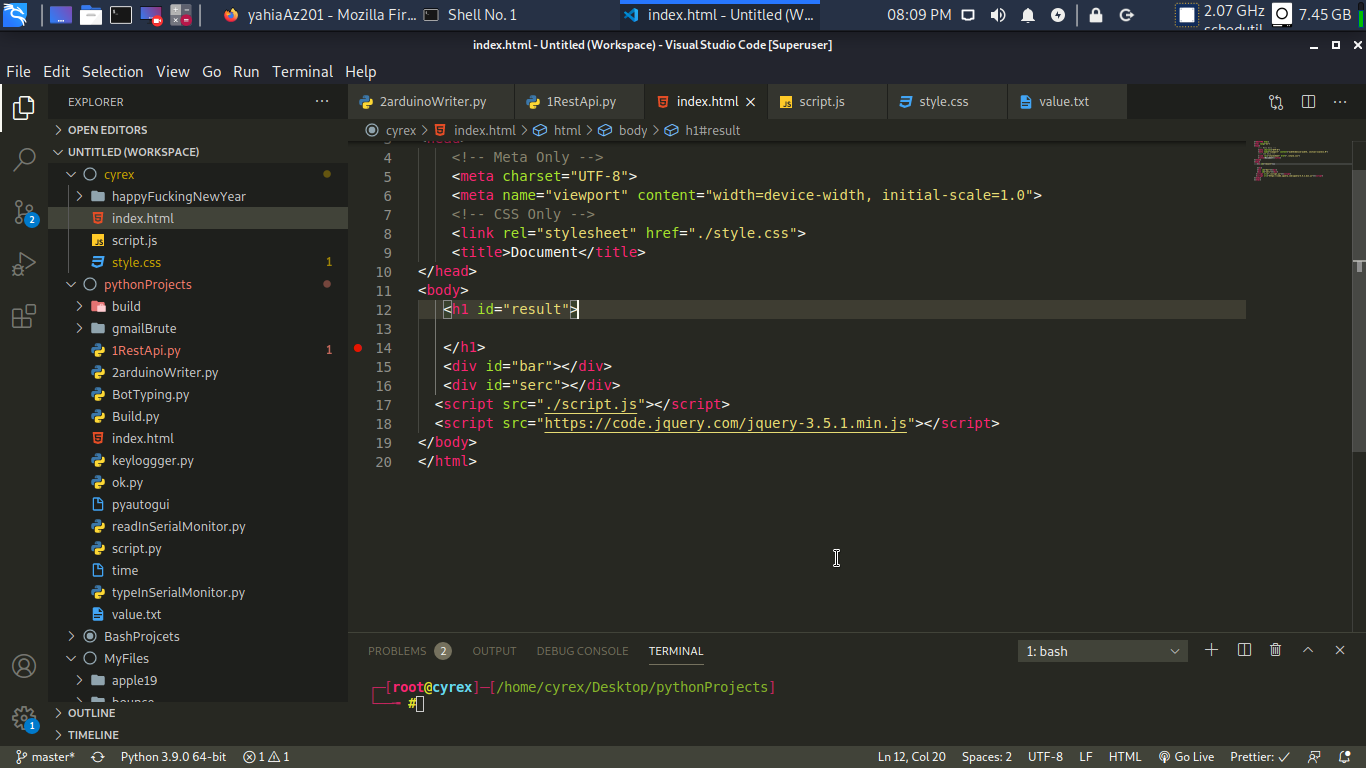 yahiaAz201 - Mozilla Fir...
Shell No. 1
index.html - Untitled (W...
08:09 PM
2.07 GHz
schedutil
7.45 GB
index.html - Untitled (Workspace) - Visual Studio Code [Superuser]
File Edit Selection View Go Run Terminal Help
EXPLORER
2arduinoWriter.py
1RestApi.py
index.html
script.js
style.css
value.txt
cyrex > index.html > html > body > h1#result
OPEN EDITORS
UNTITLED (WORKSPACE)
cyrex
happyFuckingNewYear
index.html
script.js
style.css 1
pythonProjects
build
gmailBrute
1RestApi.py 1
2arduinoWriter.py
BotTyping.py
Build.py
index.html
keyloggger.py
ok.py
pyautogui
readInSerialMonitor.py
script.py
time
typeInSerialMonitor.py
value.txt
BashProjcets
MyFiles
apple19
bounce
OUTLINE
TIMELINE
2
1
3 <head>
4 <!-- Meta Only -->
5 <meta charset="UTF-8">
6 <meta name="viewport" content="width=device-width, initial-scale=1.0">
7 <!-- CSS Only -->
8 <link rel="stylesheet" href="./style.css">
9 <title>Document</title>
10 </head>
11 <body>
12 <h1 id="result">
13
14 </h1>
15 <div id="bar"></div>
16 <div id="serc"></div>
17 <script src="./script.js"></script>
18 <script src="https://code.jquery.com/jquery-3.5.1.min.js"></script>
19 </body>
20 </html>
PROBLEMS 2 OUTPUT DEBUG CONSOLE TERMINAL
1: bash
[root@cyrex]-[/home/cyrex/Desktop/pythonProjects]
#
master* Python 3.9.0 64-bit 1 1
Ln 12, Col 20 Spaces: 2 UTF-8 LF HTML Go Live Prettier: ✓